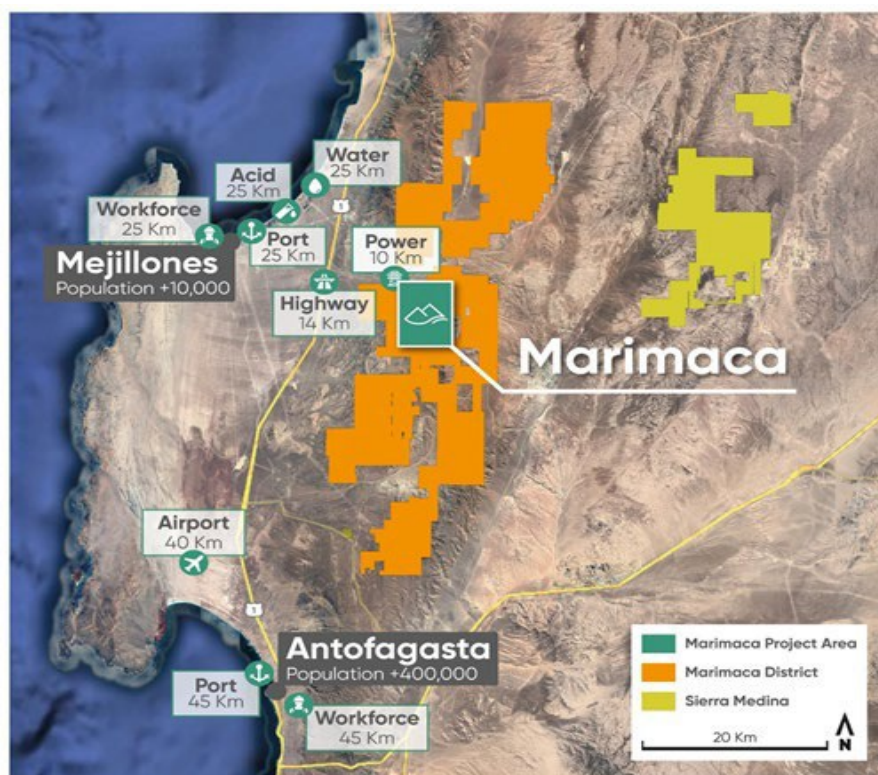 Water
25 Km
Acid
25 Km
Workforce
25 Km
Port
25 Km
Mejillones
Population +10,000
1
Power
10 Km
Highway
14 Km
Marimaca
Airport
40 Km
1
Antofagasta
Population +400,000
Port
45 Km
Workforce
45 Km
Marimaca Project Area
Marimaca District
Sierra Medina
20 Km
N